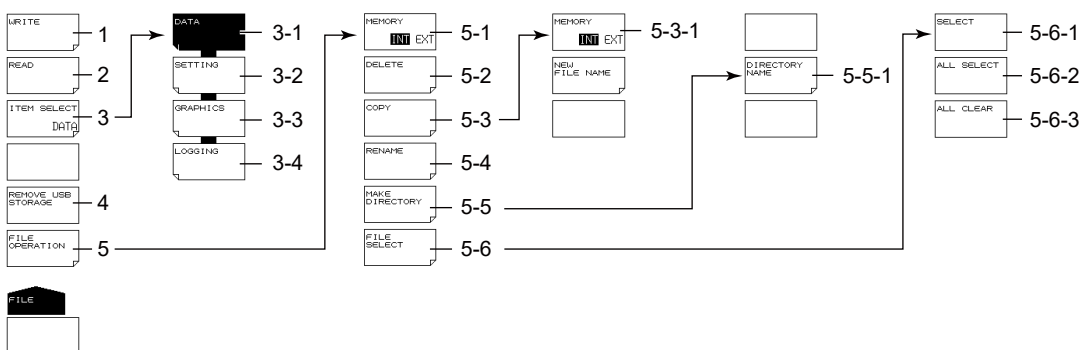 WRITE
1
READ
2
ITEM SELECT
DATA
3
REMOVE USB
STORAGE
4
FILE
OPERATION
5
FILE
DATA
3-1
SETTING
3-2
GRAPHICS
3-3
LOGGING
3-4
MEMORY
INT EXT
5-1
DELETE
5-2
COPY
5-3
RENAME
5-4
MAKE
DIRECTORY
5-5
FILE
SELECT
5-6
MEMORY
INT EXT
5-3-1
NEW
FILE NAME
DIRECTORY
NAME
5-5-1
SELECT
5-6-1
ALL SELECT
5-6-2
ALL CLEAR
5-6-3